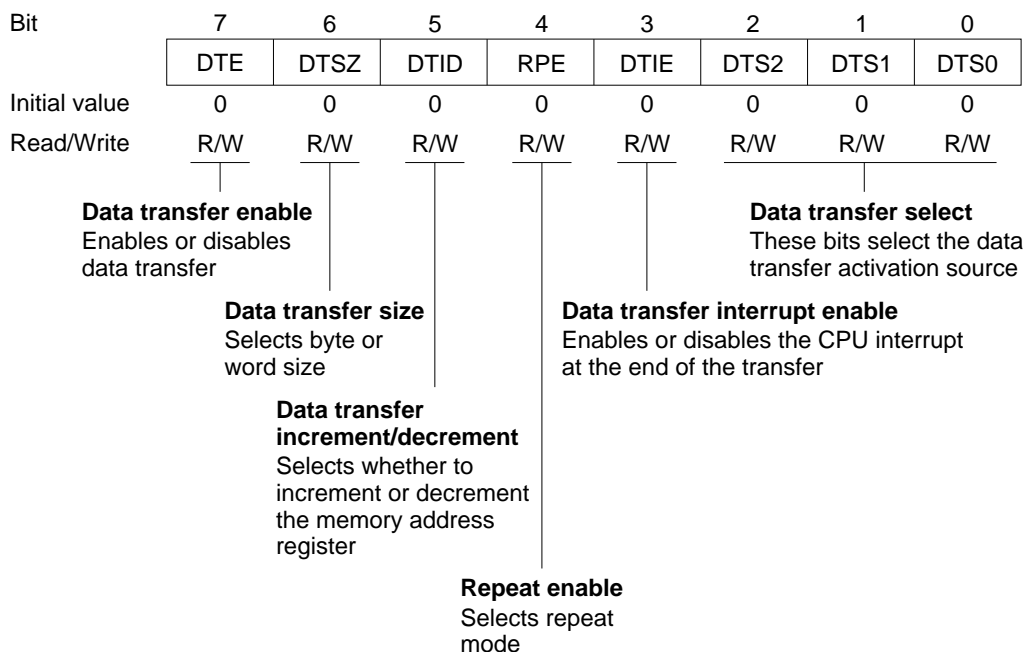 Bit 7 6 5 4 3 2 1 0
DTE DTSZ DTID RPE DTIE DTS2 DTS1 DTS0
Initial value 0 0 0 0 0 0 0 0
Read/Write R/W R/W R/W R/W R/W R/W R/W R/W
Data transfer enable
Enables or disables
data transfer
Data transfer select
These bits select the data
transfer activation source
Data transfer size
Selects byte or
word size
Data transfer interrupt enable
Enables or disables the CPU interrupt
at the end of the transfer
Data transfer
increment/decrement
Selects whether to
increment or decrement
the memory address
register
Repeat enable
Selects repeat
mode